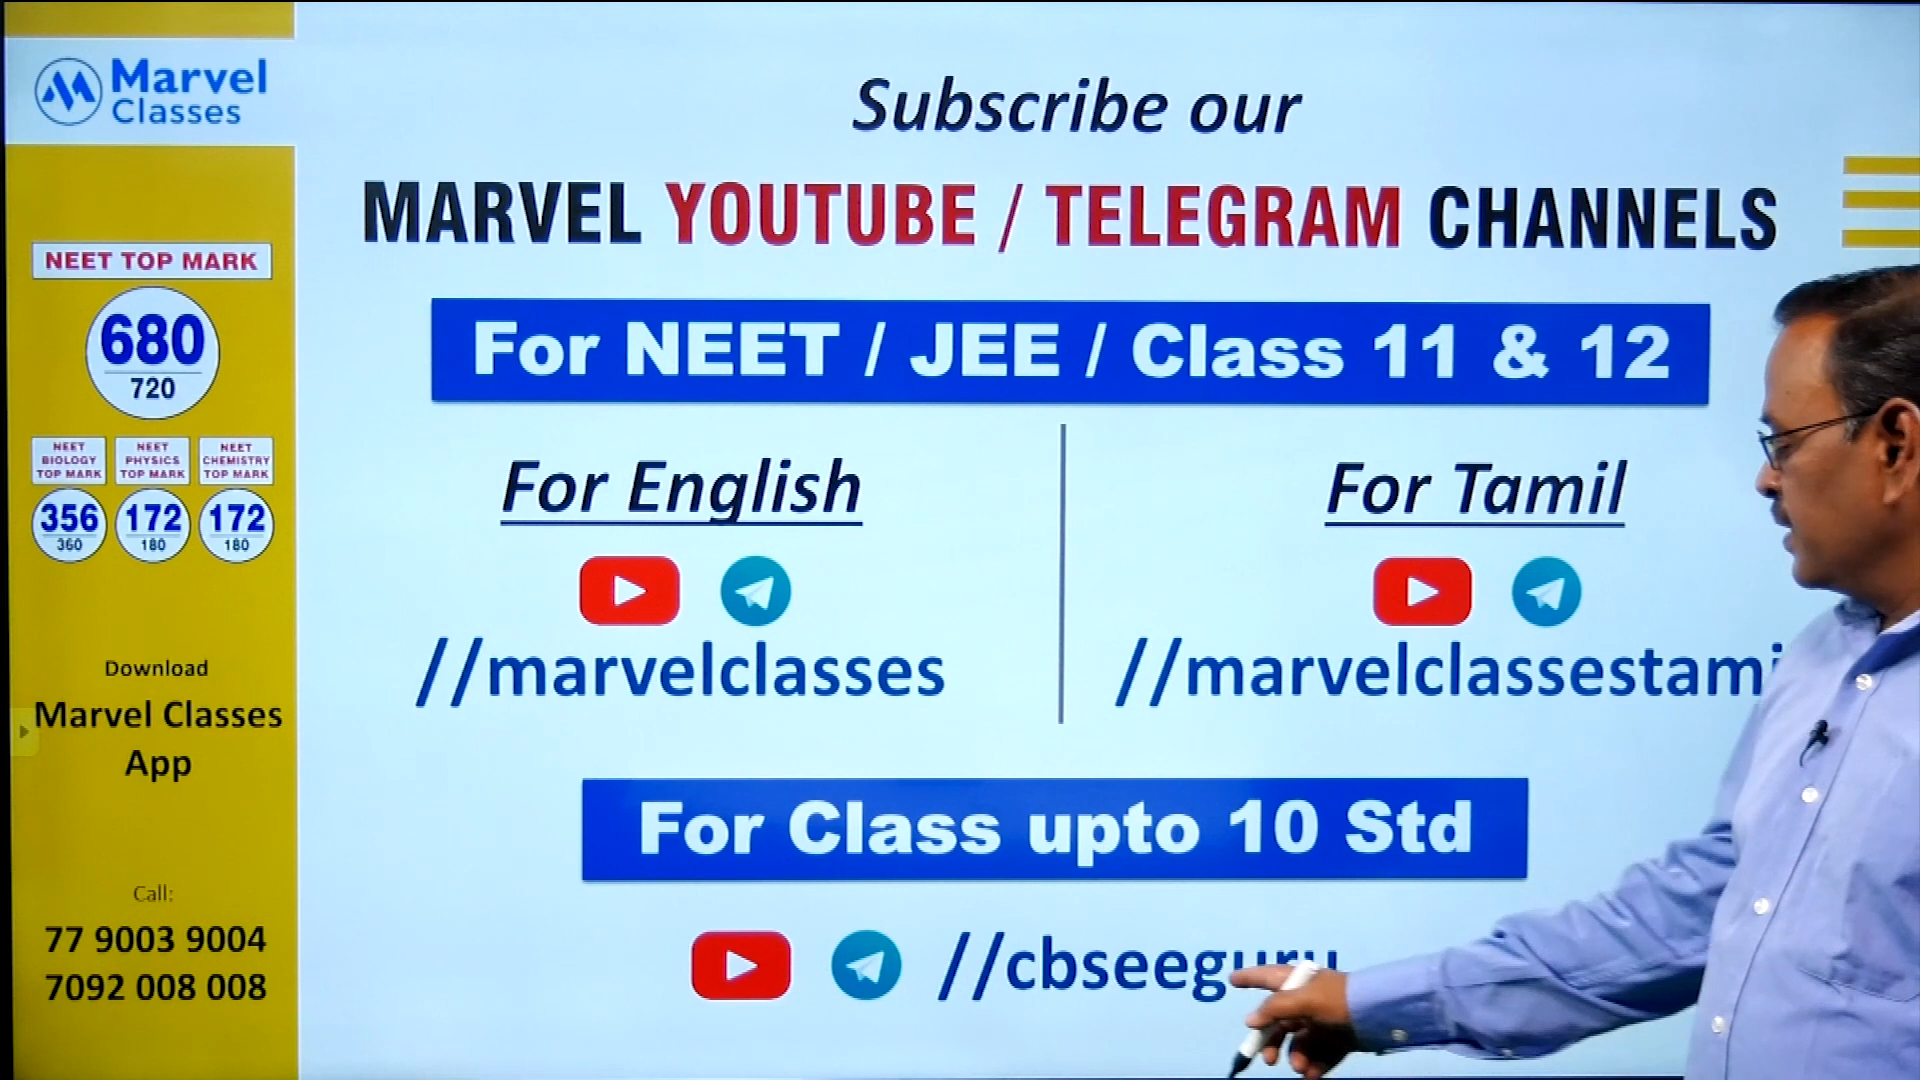 Marvel
Classes
NEET TOP MARK
680
720
NEET
BIOLOGY
TOP MARK
356
360
NEET
PHYSICS
TOP MARK
172
180
NEET
CHEMISTRY
TOP MARK
172
180
Download
Marvel Classes
App
Call:
77 9003 9004
7092 008 008
Subscribe our
MARVEL YOUTUBE / TELEGRAM CHANNELS
For NEET / JEE / Class 11 & 12
For English
//marvelclasses
For Tamil
//marvelclassestami
For Class upto 10 Std
//cbseeguru